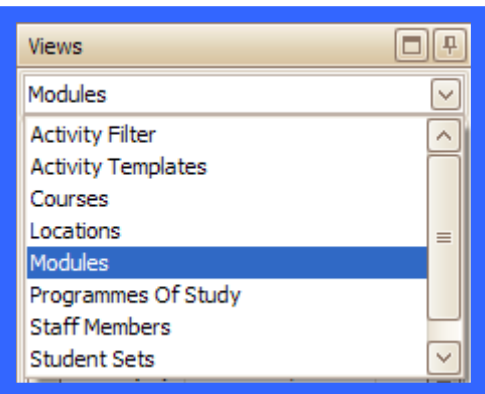 Views
Modules
Activity Filter
Activity Templates
Courses
Locations
Modules
Programmes Of Study
Staff Members
Student Sets